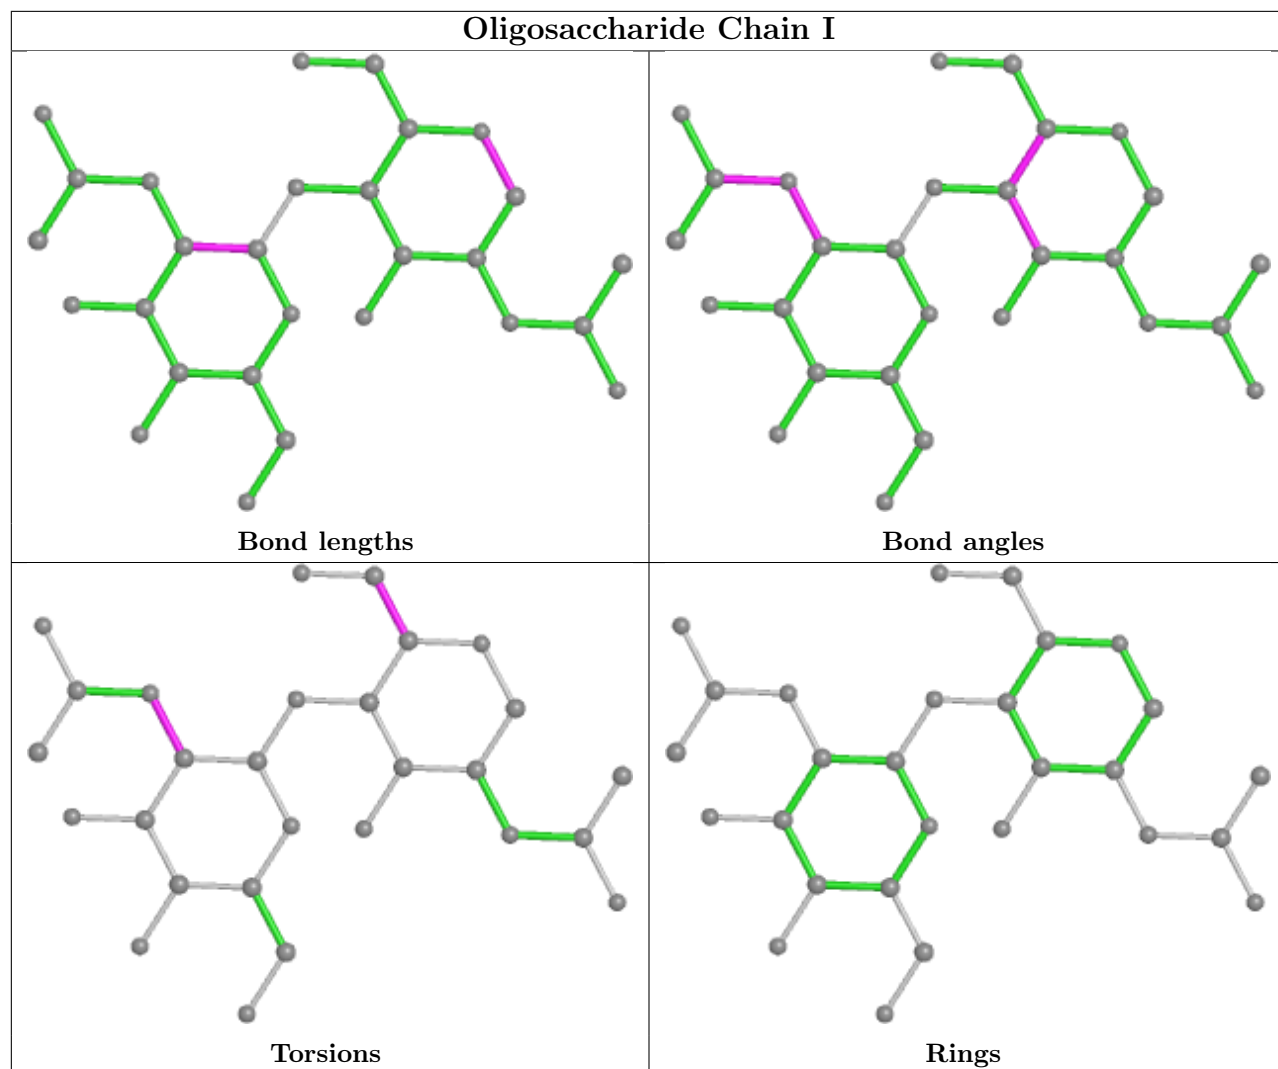 Oligosaccharide Chain I
Bond lengths
Bond angles
Torsions
Rings